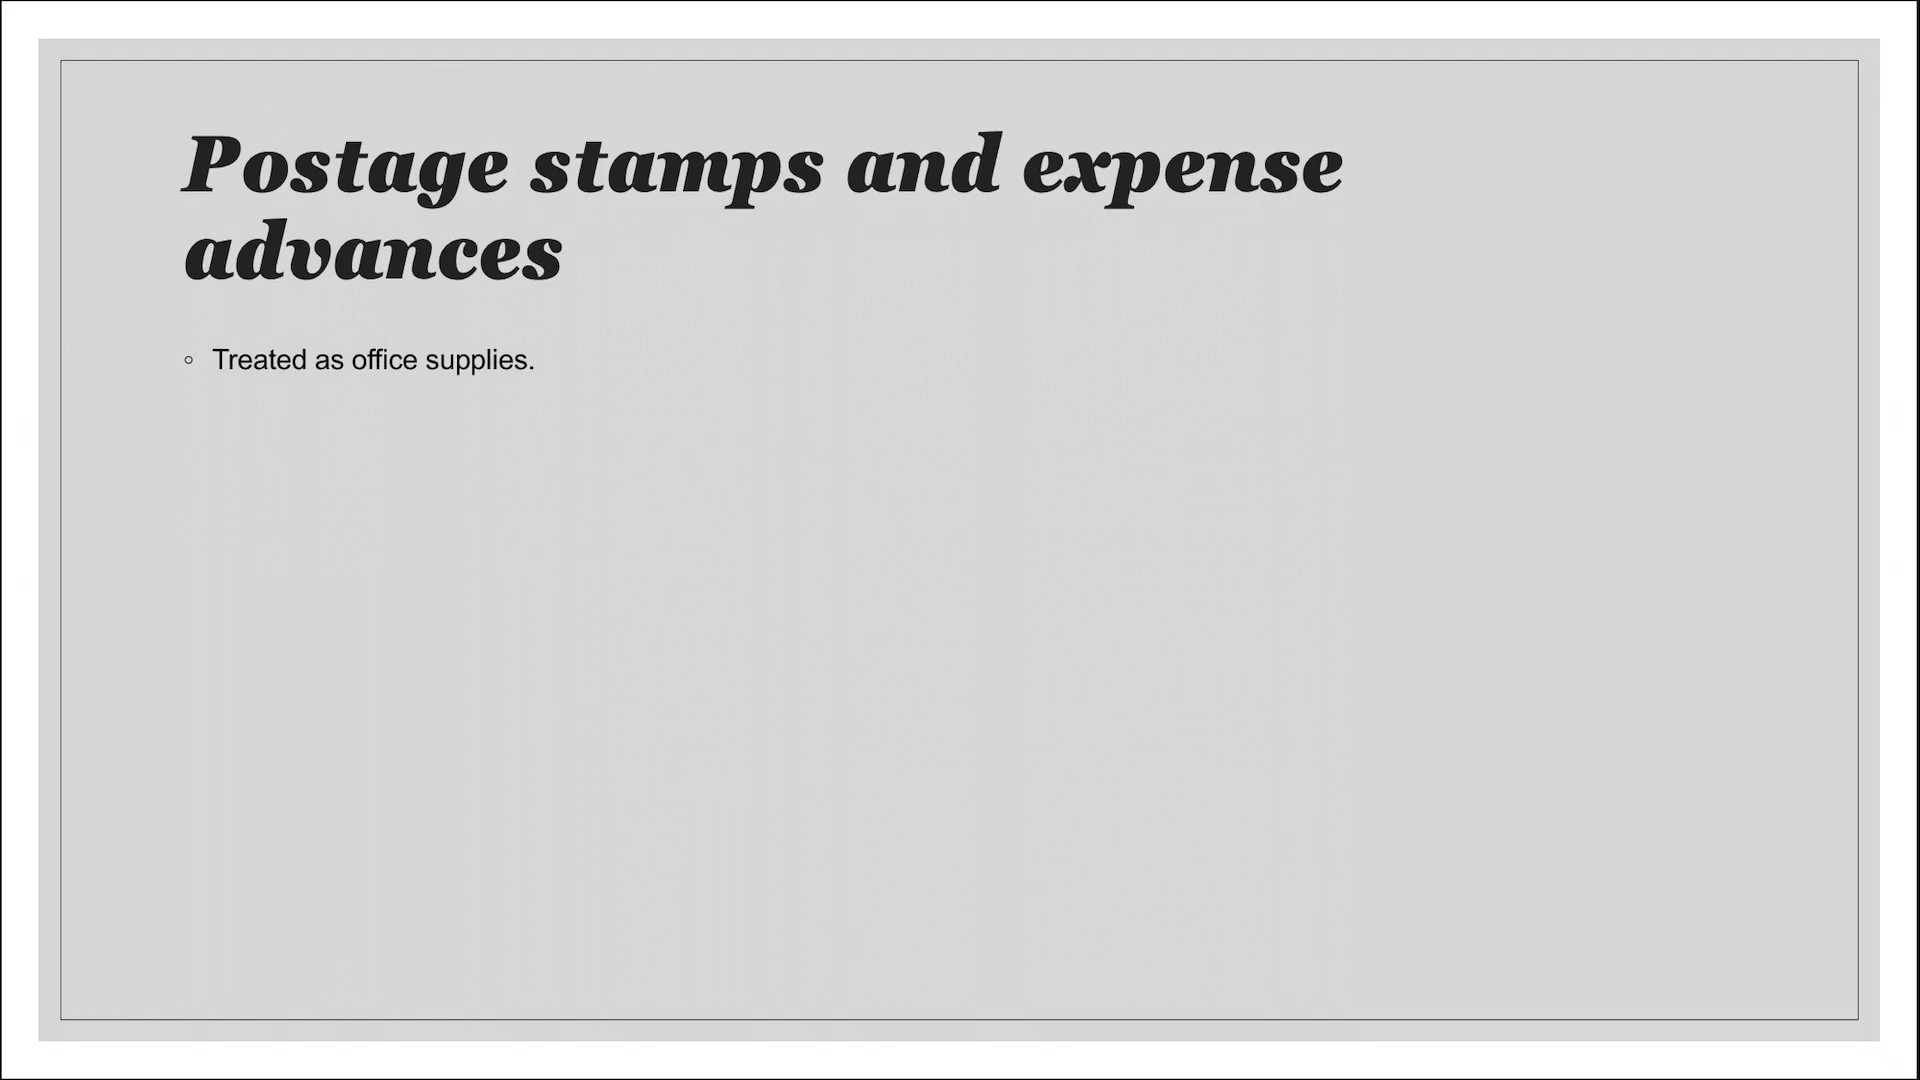 Postage stamps and expense
advances
◦ Treated as office supplies.